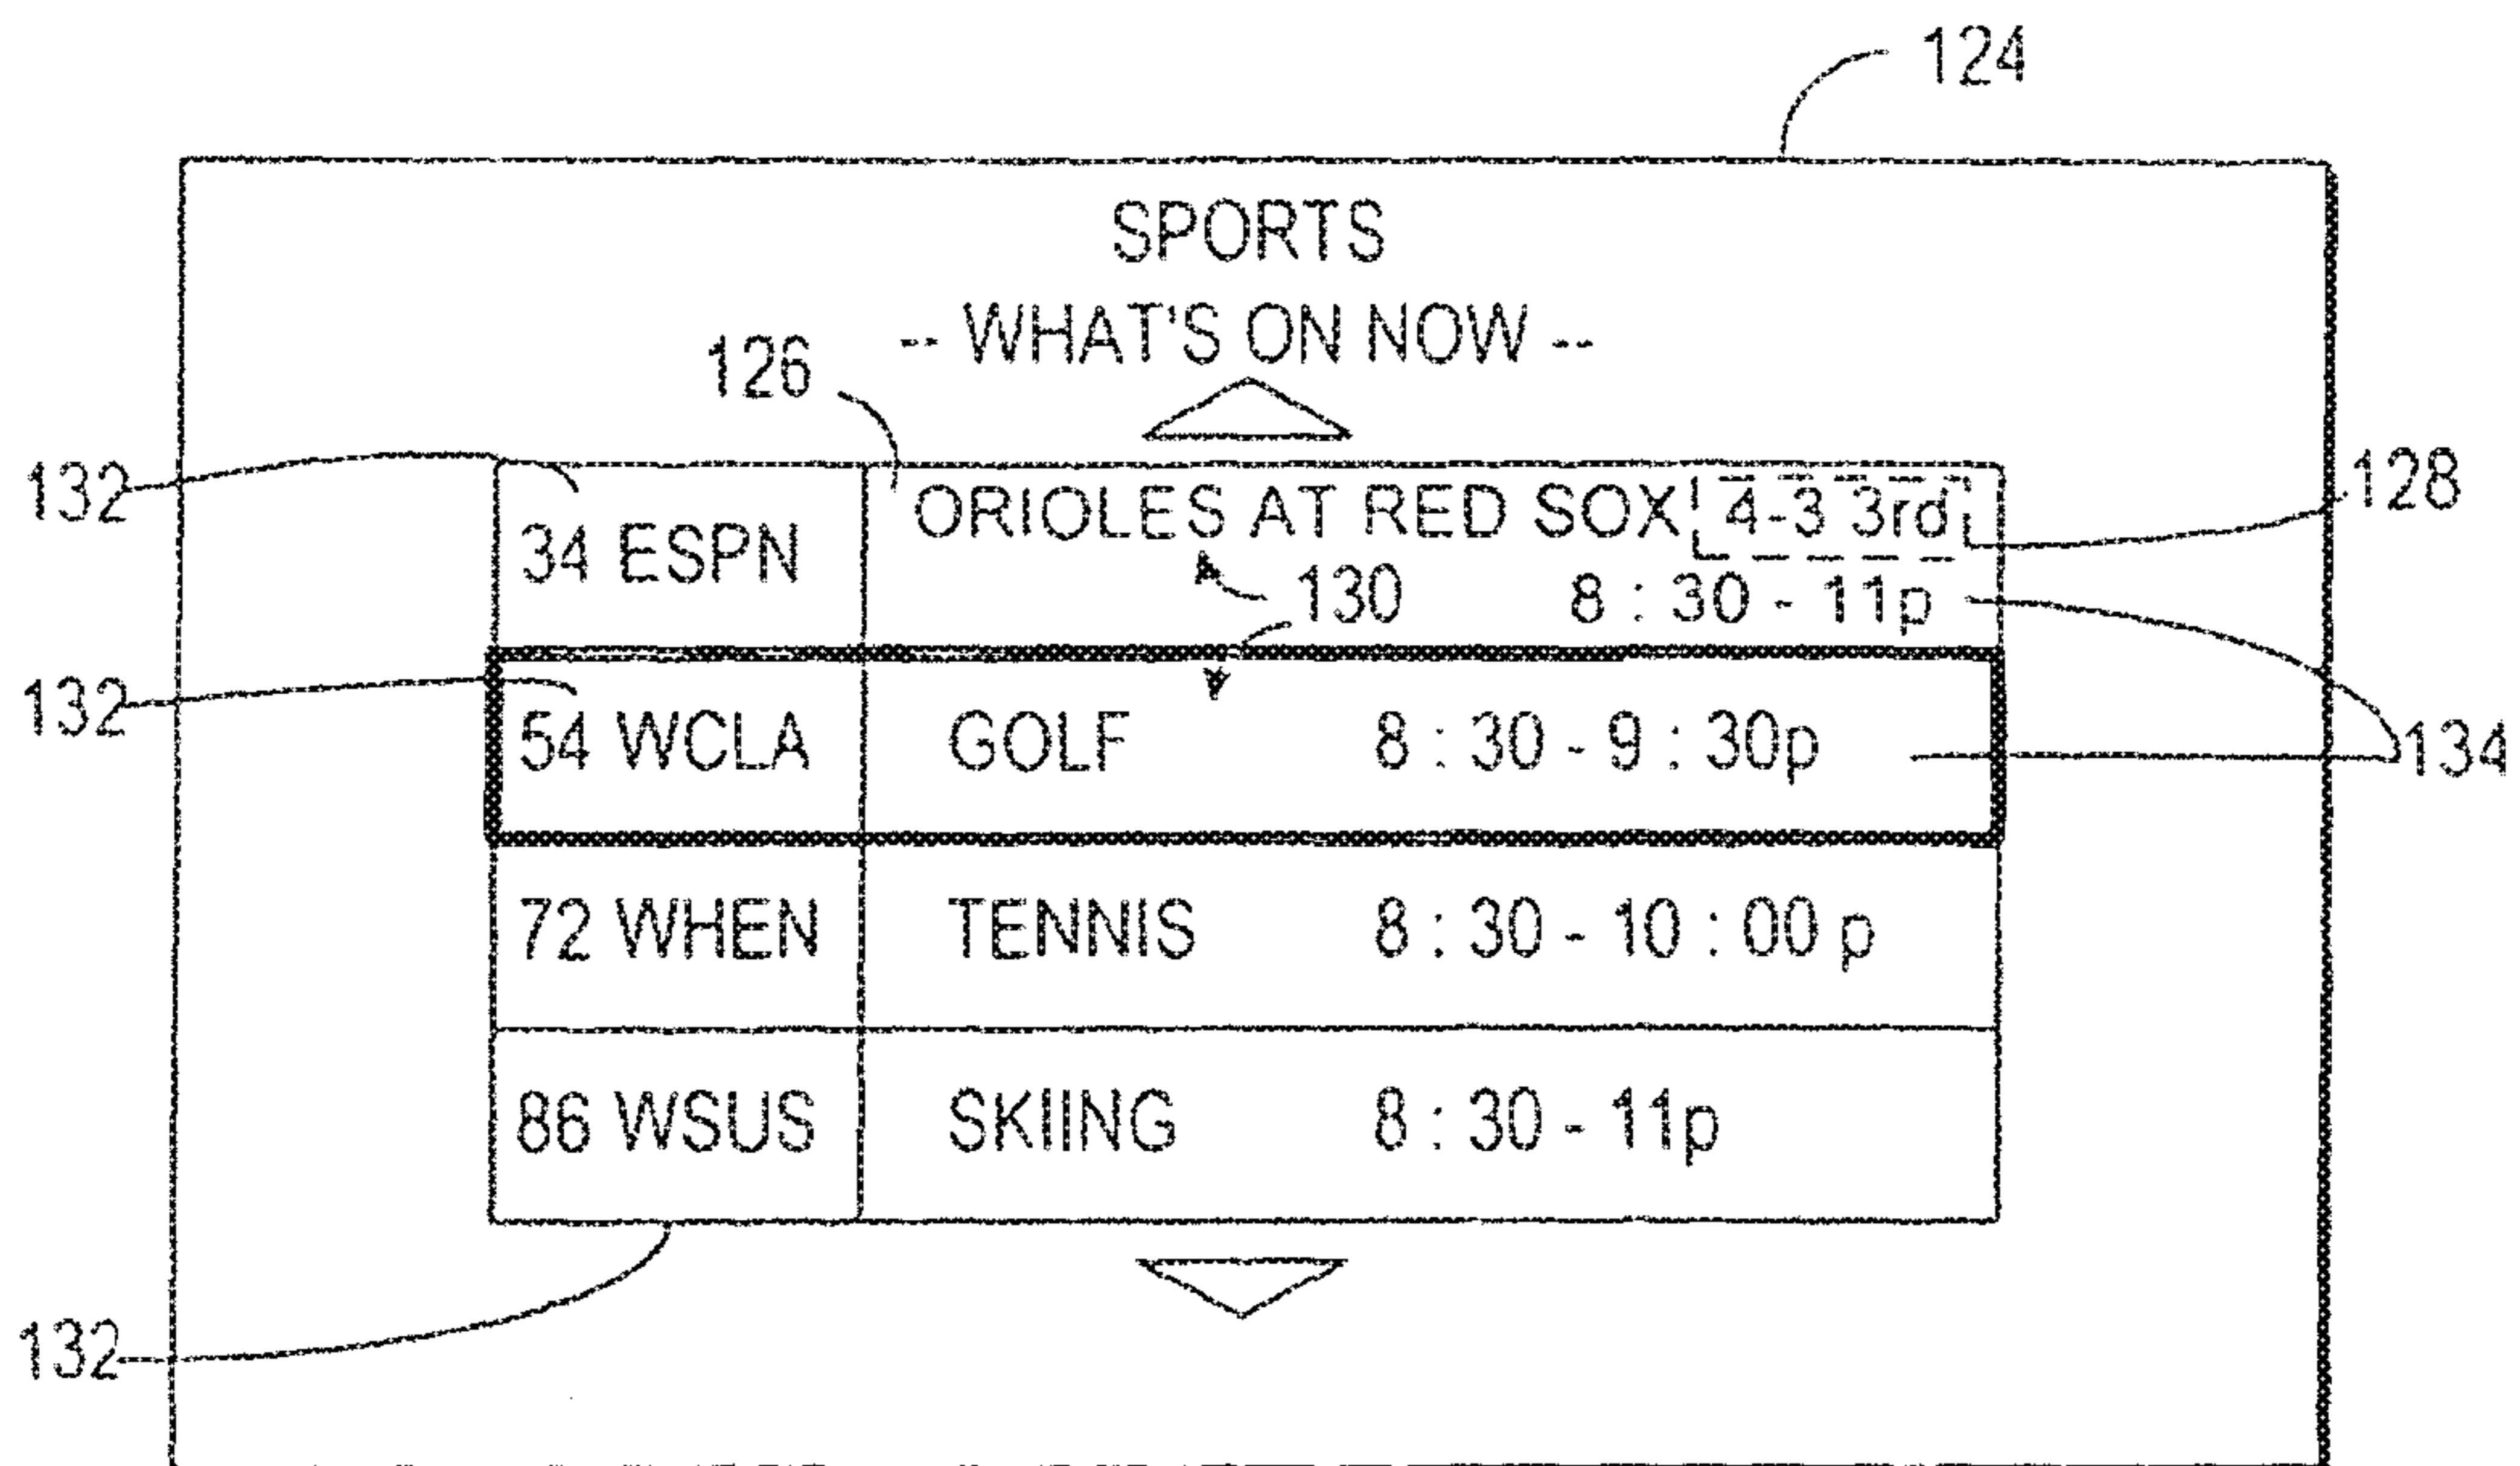 124
SPORTS
-- WHAT'S ON NOW --
126
132
34 ESPN
ORIOLES AT RED SOX 4-3 3rd
128
130
8 : 30 - 11p
132
54 WCLA
GOLF
8 : 30 - 9 : 30p
134
72 WHEN
TENNIS
8 : 30 - 10 : 00 p
86 WSUS
SKIING
8 : 30 - 11p
132